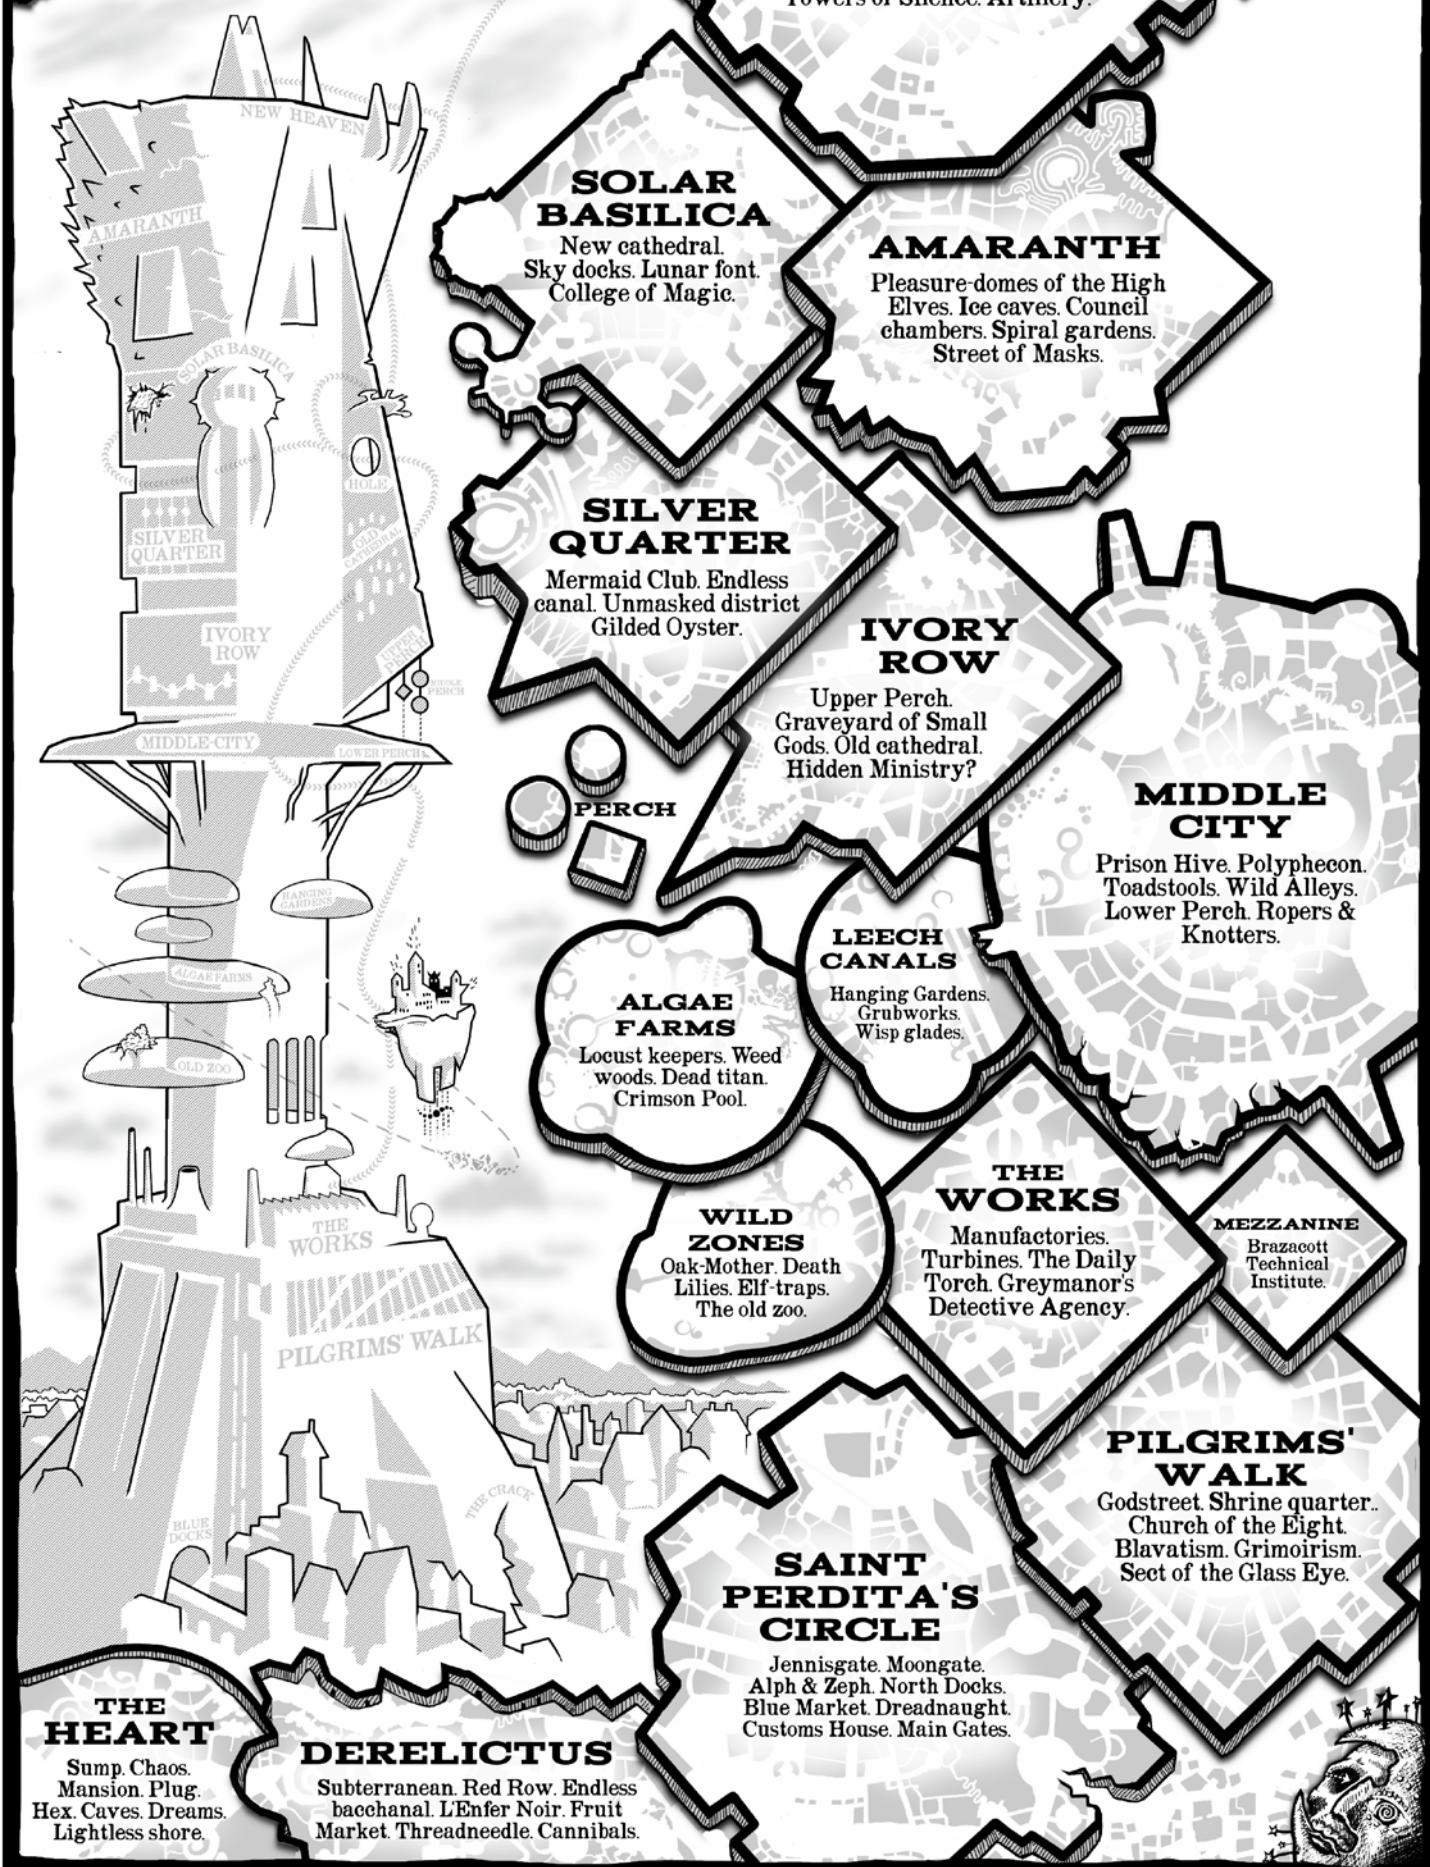 Towers of Silence. Artillery.
NEW HEAVEN
AMARANTH
SOLAR BASILICA
HOLE
SILVER
QUARTER
OLD
CATHEDRAL
IVORY
ROW
UPPER
PERCH
MIDDLE
PERCH
MIDDLE-CITY
LOWER PERCH
HANGING
GARDENS
ALGAE FARMS
OLD ZOO
THE
WORKS
PILGRIMS' WALK
THE CRACK
BLUE
DOCKS
SOLAR
BASILICA
New cathedral.
Sky docks. Lunar font.
College of Magic.
AMARANTH
Pleasure-domes of the High
Elves. Ice caves. Council
chambers. Spiral gardens.
Street of Masks.
SILVER
QUARTER
Mermaid Club. Endless
canal. Unmasked district
Gilded Oyster.
IVORY
ROW
Upper Perch.
Graveyard of Small
Gods. Old cathedral.
Hidden Ministry?
PERCH
MIDDLE
CITY
Prison Hive. Polyphecon.
Toadstools. Wild Alleys.
Lower Perch. Ropers &
Knotters.
LEECH
CANALS
Hanging Gardens.
Grubworks.
Wisp glades.
ALGAE
FARMS
Locust keepers. Weed
woods. Dead titan.
Crimson Pool.
THE
WORKS
Manufactories.
Turbines. The Daily
Torch. Greymanor's
Detective Agency.
MEZZANINE
Brazacott
Technical
Institute.
WILD
ZONES
Oak-Mother. Death
Lilies. Elf-traps.
The old zoo.
PILGRIMS'
WALK
Godstreet. Shrine quarter..
Church of the Eight.
Blavatism. Grimoirism.
Sect of the Glass Eye.
SAINT
PERDITA'S
CIRCLE
Jennisgate. Moongate.
Alph & Zeph. North Docks.
Blue Market. Dreadnaught.
Customs House. Main Gates.
THE
HEART
Sump. Chaos.
Mansion. Plug.
Hex. Caves. Dreams.
Lightless shore.
DERELICTUS
Subterranean. Red Row. Endless
bacchanal. L'Enfer Noir. Fruit
Market. Threadneedle. Cannibals.